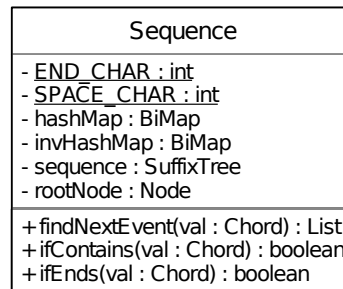 Sequence
- END_CHAR : int
- SPACE_CHAR : int
- hashMap : BiMap
- invHashMap : BiMap
- sequence : SuffixTree
- rootNode : Node
+ findNextEvent(val : Chord) : List
+ ifContains(val : Chord) : boolean
+ ifEnds(val : Chord) : boolean